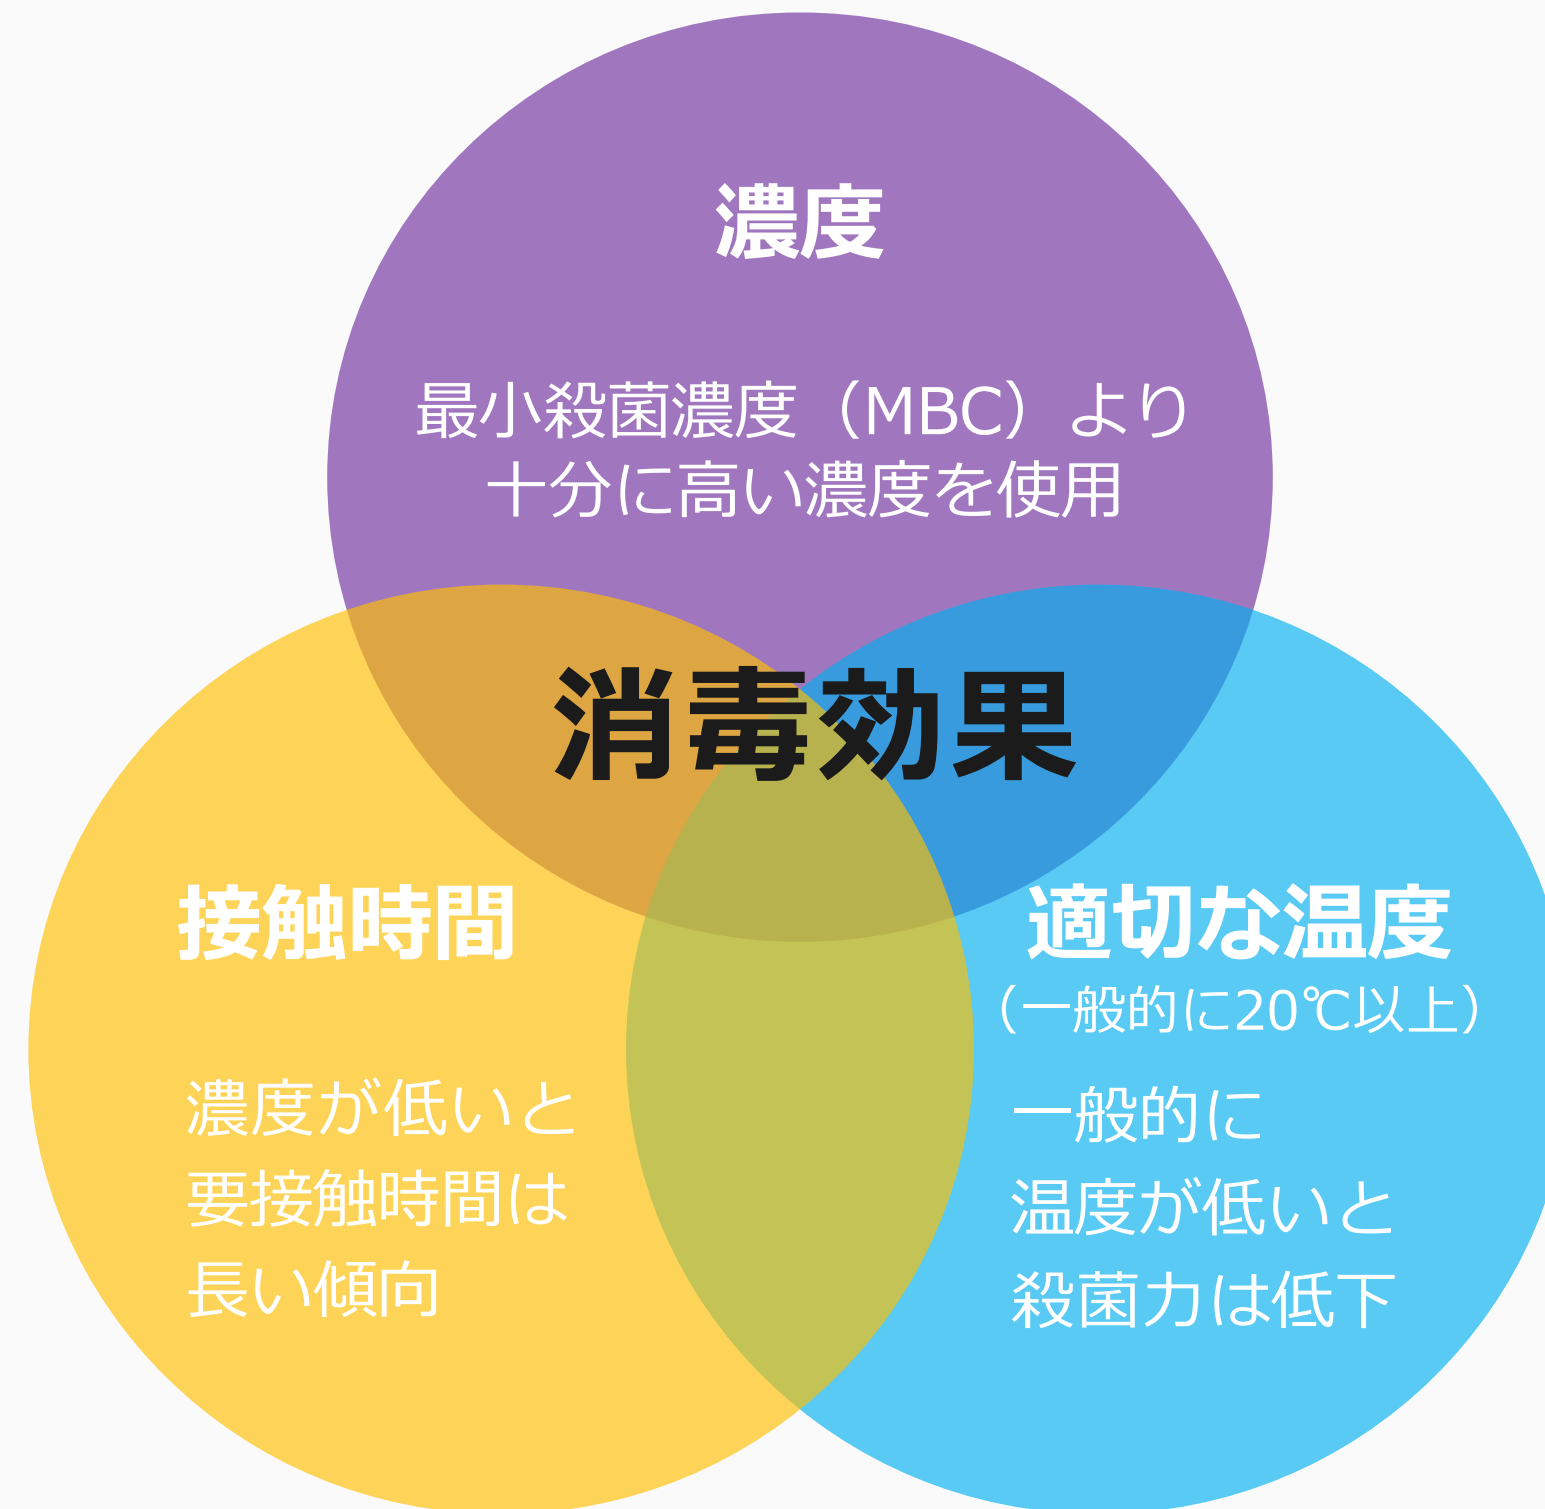 濃度
最小殺菌濃度（MBC）より
十分に高い濃度を使用
消毒効果
接触時間
濃度が低いと
要接触時間は
長い傾向
適切な温度
（一般的に20℃以上）
一般的に
温度が低いと
殺菌力は低下